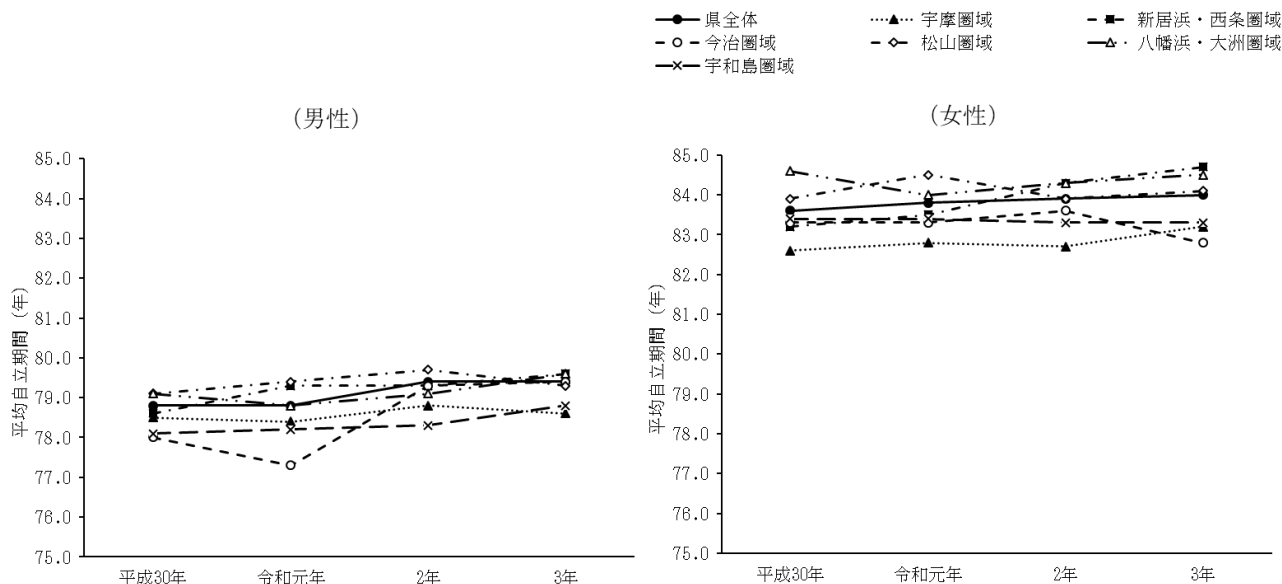 県全体 宇摩圏域 新居浜・西条圏域
今治圏域 松山圏域 八幡浜・大洲圏域
宇和島圏域
（男性）
85.0
84.0
83.0
82.0
81.0
80.0
79.0
78.0
77.0
76.0
75.0
平均自立期間（年）
平成30年 令和元年 2年 3年
（女性）
85.0
84.0
83.0
82.0
81.0
80.0
79.0
78.0
77.0
76.0
75.0
平均自立期間（年）
平成30年 令和元年 2年 3年